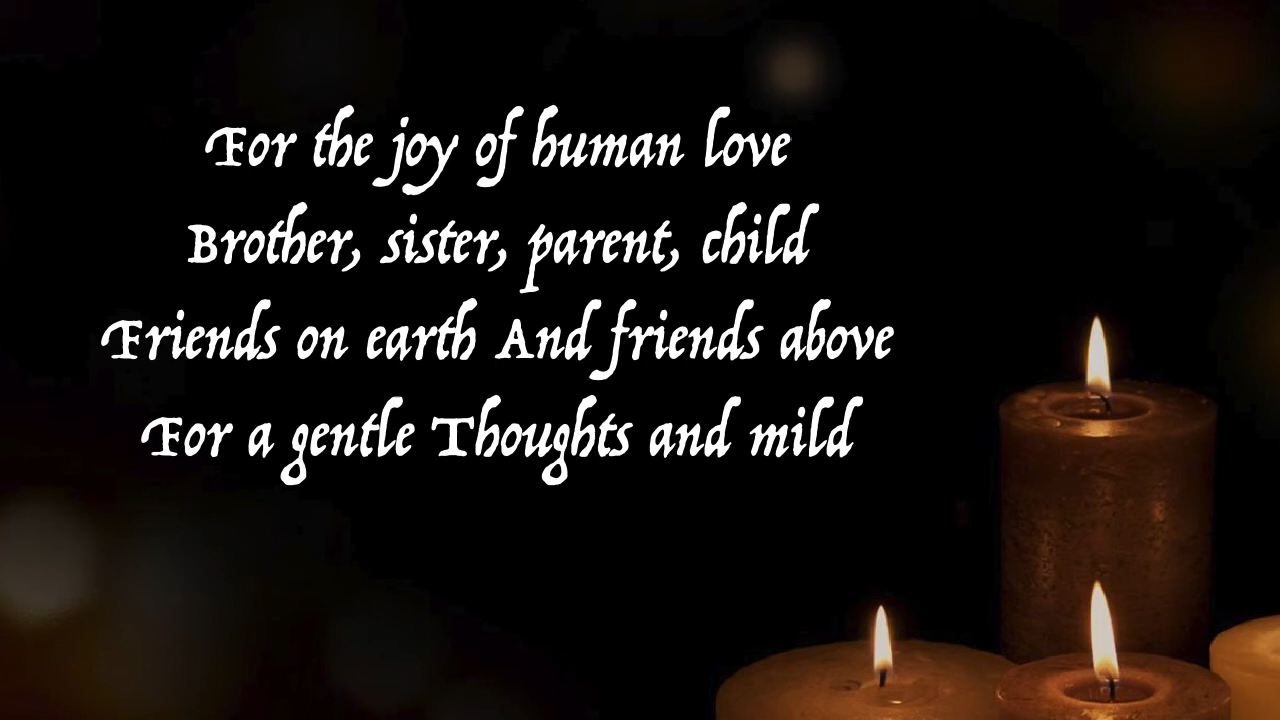 For the joy of human love
Brother, sister, parent, child
Friends on earth And friends above
For a gentle Thoughts and mild